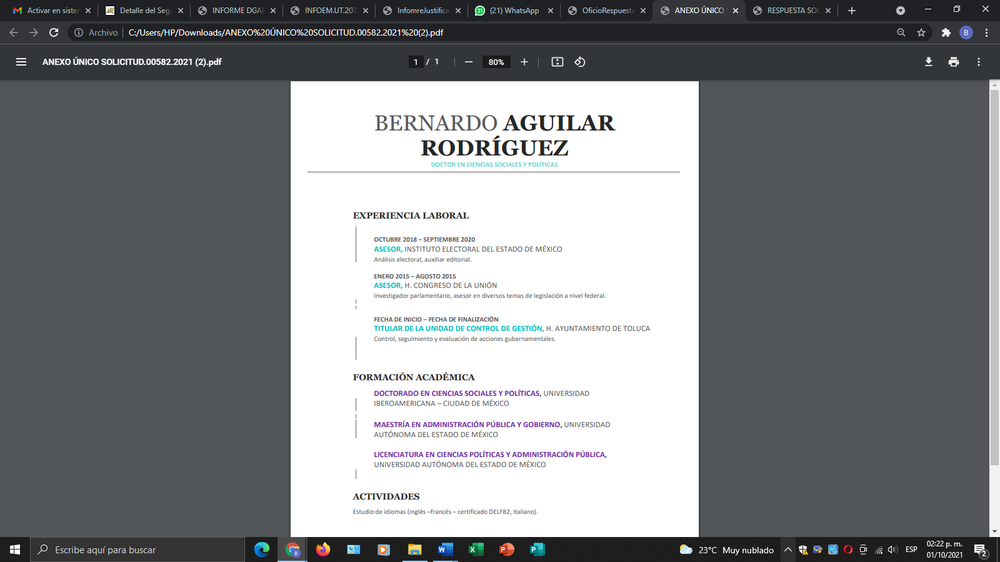 Activar en sister
Detalle del Segu
INFORME DGAP
INFOEM.UT.207
InfomreJustifica
(21) WhatsApp
OficioRespuesta
ANEXO ÚNICO S
RESPUESTA SOL
Archivo
C:/Users/HP/Downloads/ANEXO%20ÚNICO%20SOLICITUD.00582.2021%20(2).pdf
B
ANEXO ÚNICO SOLICITUD.00582.2021 (2).pdf
1 / 1
80%
BERNARDO AGUILAR
RODRÍGUEZ
DOCTOR EN CIENCIAS SOCIALES Y POLÍTICAS
EXPERIENCIA LABORAL
OCTUBRE 2018 – SEPTIEMBRE 2020
ASESOR, INSTITUTO ELECTORAL DEL ESTADO DE MÉXICO
Análisis electoral, auxiliar editorial.
ENERO 2015 – AGOSTO 2015
ASESOR, H. CONGRESO DE LA UNIÓN
Investigador parlamentario, asesor en diversos temas de legislación a nivel federal.
FECHA DE INICIO – FECHA DE FINALIZACIÓN
TITULAR DE LA UNIDAD DE CONTROL DE GESTIÓN, H. AYUNTAMIENTO DE TOLUCA
Control, seguimiento y evaluación de acciones gubernamentales.
FORMACIÓN ACADÉMICA
DOCTORADO EN CIENCIAS SOCIALES Y POLÍTICAS, UNIVERSIDAD
IBEROAMERICANA – CIUDAD DE MÉXICO
MAESTRÍA EN ADMINISTRACIÓN PÚBLICA Y GOBIERNO, UNIVERSIDAD
AUTÓNOMA DEL ESTADO DE MÉXICO
LICENCIATURA EN CIENCIAS POLÍTICAS Y ADMINISTRACIÓN PÚBLICA,
UNIVERSIDAD AUTÓNOMA DEL ESTADO DE MÉXICO
ACTIVIDADES
Estudio de idiomas (inglés –francés – certificado DELFB2, italiano).
Escribe aquí para buscar
23°C Muy nublado
ESP
02:22 p. m.
01/10/2021
2